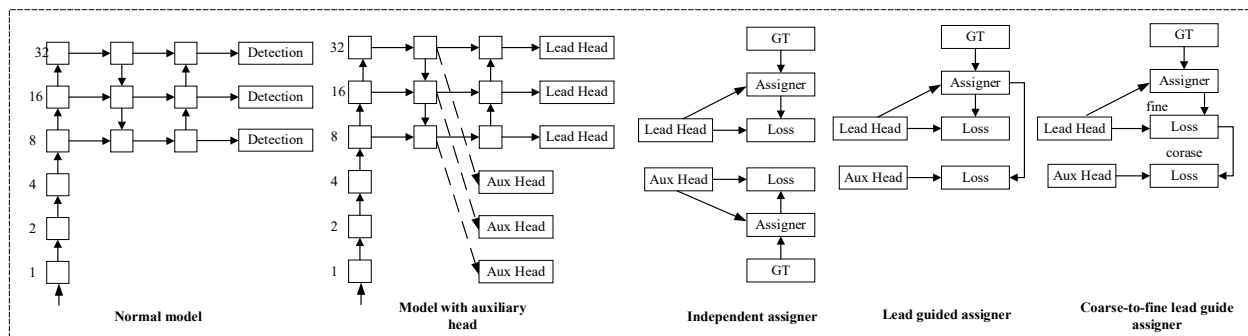 32
Detection
16
Detection
8
Detection
4
2
1
Normal model
32
Lead Head
16
Lead Head
8
Lead Head
4
Aux Head
2
Aux Head
1
Aux Head
Model with auxiliary
head
GT
Assigner
Lead Head
Loss
Aux Head
Loss
Assigner
GT
Independent assigner
GT
Assigner
Lead Head
Loss
Aux Head
Loss
Lead guided assigner
GT
Assigner
fine
Lead Head
Loss
corase
Aux Head
Loss
Coarse-to-fine lead guide
assigner